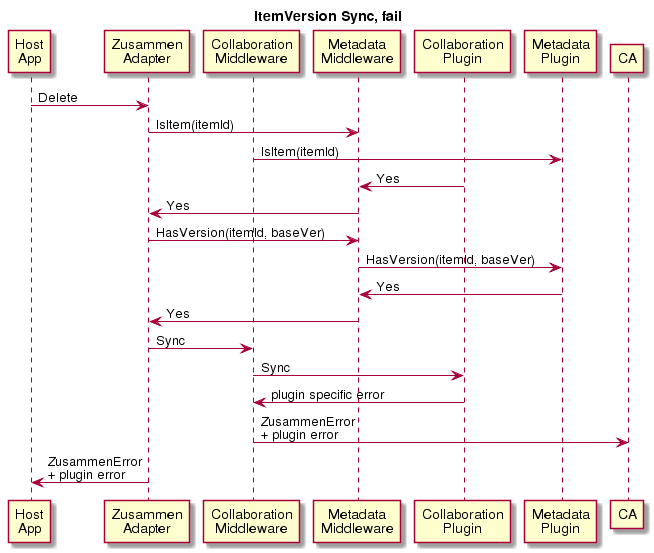 ItemVersion Sync, fail
Host
App
Zusammen
Adapter
Collaboration
Middleware
Metadata
Middleware
Collaboration
Plugin
Metadata
Plugin
CA
Delete
IsItem(itemId)
IsItem(itemId)
Yes
Yes
HasVersion(itemId, baseVer)
HasVersion(itemId, baseVer)
Yes
Yes
Sync
Sync
plugin specific error
ZusammenError
+ plugin error
ZusammenError
+ plugin error
Host
App
Zusammen
Adapter
Collaboration
Middleware
Metadata
Middleware
Collaboration
Plugin
Metadata
Plugin
CA